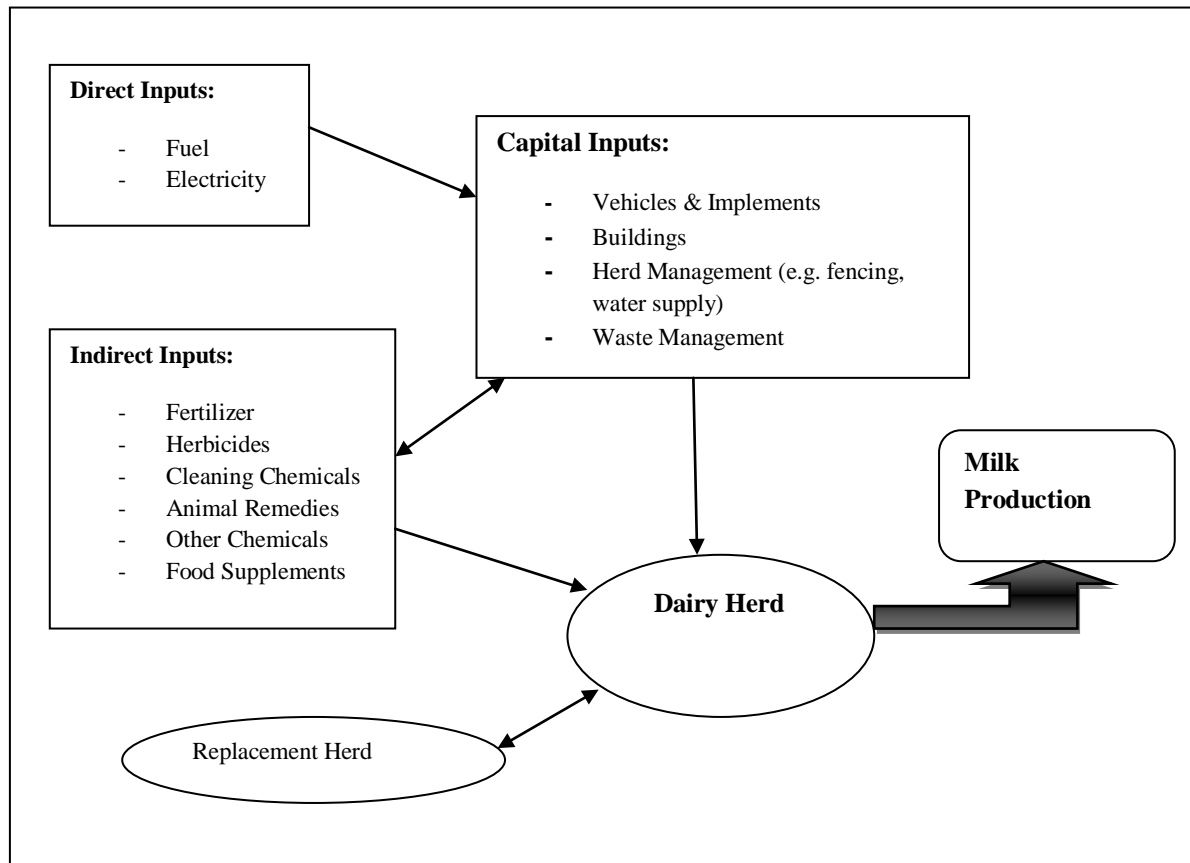 Direct Inputs:
- Fuel
- Electricity
Capital Inputs:
- Vehicles & Implements
- Buildings
- Herd Management (e.g. fencing,
water supply)
- Waste Management
Indirect Inputs:
- Fertilizer
- Herbicides
- Cleaning Chemicals
- Animal Remedies
- Other Chemicals
- Food Supplements
Milk
Production
Dairy Herd
Replacement Herd